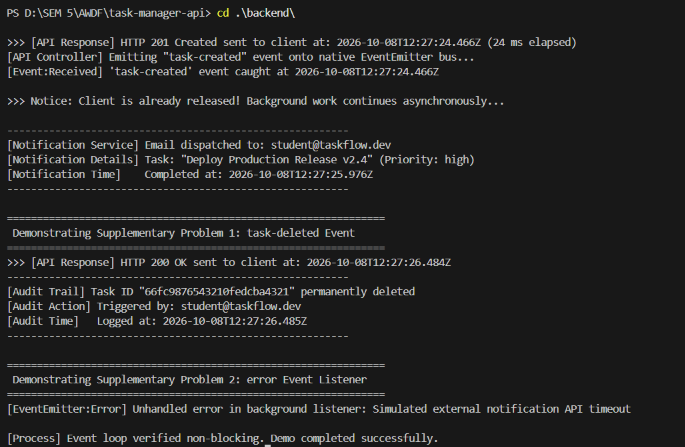 PS D:\SEM 5\AWDF\task-manager-api> cd .\backend\
>>> [API Response] HTTP 201 Created sent to client at: 2026-10-08T12:27:24.466Z (24 ms elapsed)
[API Controller] Emitting "task-created" event onto native EventEmitter bus...
[Event:Received] 'task-created' event caught at 2026-10-08T12:27:24.466Z
>>> Notice: Client is already released! Background work continues asynchronously...
----------------------------------------------------
[Notification Service] Email dispatched to: student@taskflow.dev
[Notification Details] Task: "Deploy Production Release v2.4" (Priority: high)
[Notification Time]    Completed at: 2026-10-08T12:27:25.976Z
----------------------------------------------------
==========================================================
 Demonstrating Supplementary Problem 1: task-deleted Event
==========================================================
>>> [API Response] HTTP 200 OK sent to client at: 2026-10-08T12:27:26.484Z
----------------------------------------------------
[Audit Trail] Task ID "66fc9876543210fedcba4321" permanently deleted
[Audit Action] Triggered by: student@taskflow.dev
[Audit Time]   Logged at: 2026-10-08T12:27:26.485Z
----------------------------------------------------
==========================================================
 Demonstrating Supplementary Problem 2: error Event Listener
==========================================================
[EventEmitter:Error] Unhandled error in background listener: Simulated external notification API timeout
[Process] Event loop verified non-blocking. Demo completed successfully.